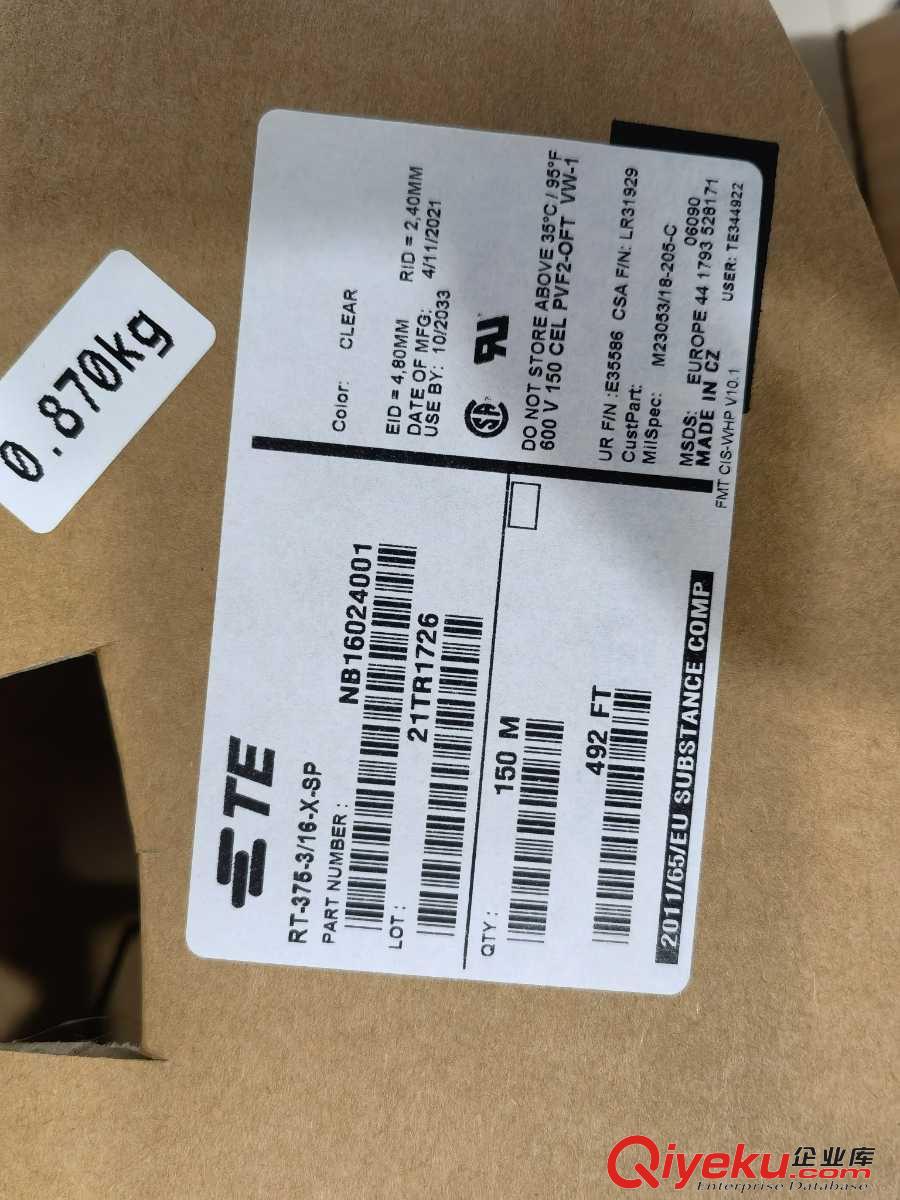 0.870kg
TE
RT-375-3/16-X-SP
PART NUMBER :
NB16024001
LOT :
21TR1726
QTY :
150 M
492 FT
2011/65/EU SUBSTANCE COMP
Color: CLEAR
EID = 4,80MM RID = 2,40MM
DATE OF MFG: 4/11/2021
USE BY: 10/2033
DO NOT STORE ABOVE 35°C / 95°F
600 V 150 CEL PVF2-OFT VW-1
UR F/N :E35586 CSA F/N: LR31929
CustPart:
MilSpec: M23053/18-205-C
MSDS: 06090
EUROPE 44 1793 528171
MADE IN CZ
FMT CIS-WHP V10.1 USER: TE344922
Qiyeku.com企业库
Enterprise Database